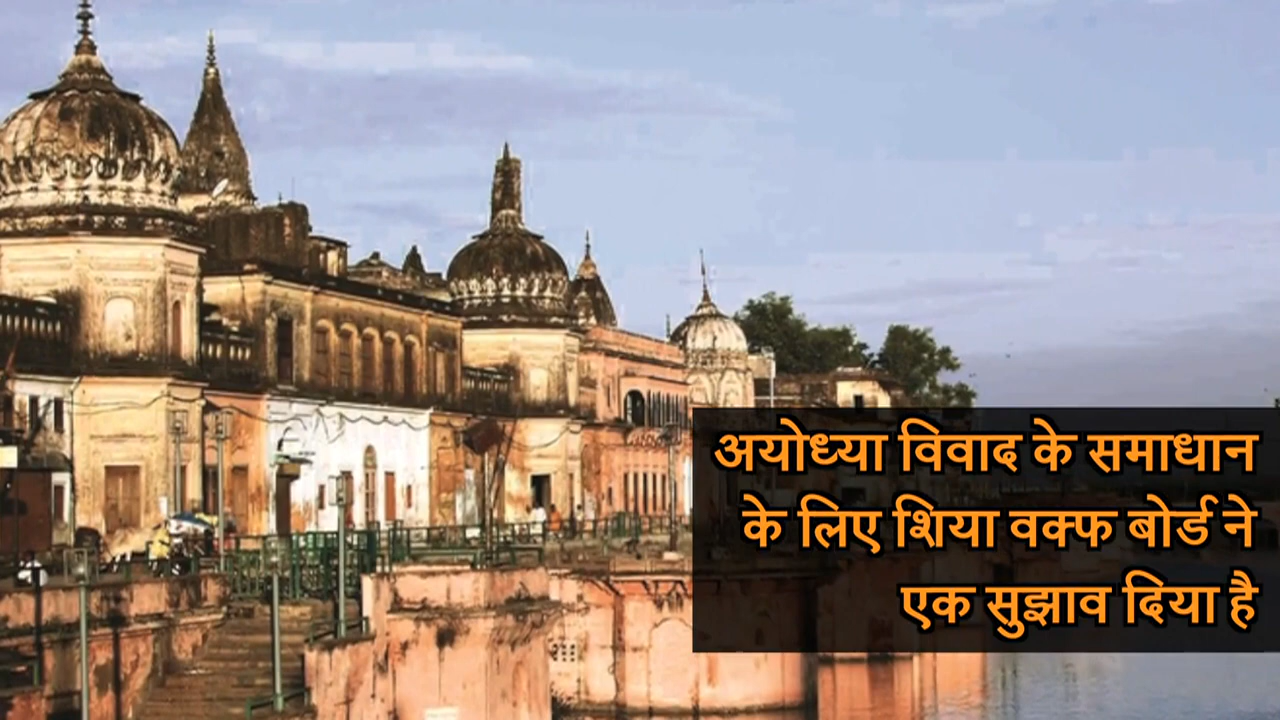 अयोध्या विवाद के समाधान
के लिए शिया वक्फ बोर्ड ने
एक सुझाव दिया है